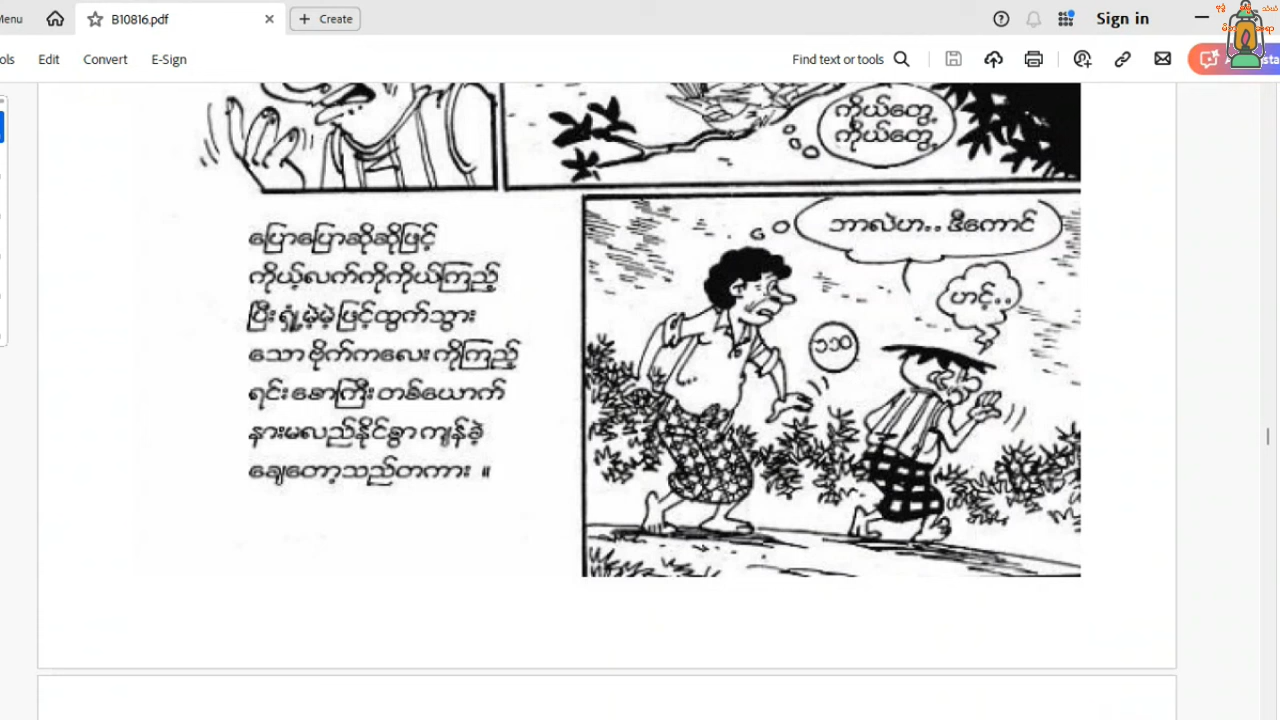 Menu
B10816.pdf
Create
Sign in
ols
Edit
Convert
E-Sign
Find text or tools
ကိုယ်တွေ့
ကိုယ်တွေ့
ပြောပြောဆိုဆိုဖြင့်
ကိုယ့်လက်ကိုကိုယ်ကြည့်
ပြီး ရှုံ့မဲ့မဲ့ ဖြင့်ထွက်သွား
သော ဗိုက်ကလေး ကိုကြည့်
ရင်း ခေါကြီး တစ်ယောက်
နားမလည်နိုင်စွာ ကျန်ခဲ့
ချေတော့သည်တကား ။
ဘာလဲဟ.. ဒီကောင်
ဟင့်..
၁၁၀